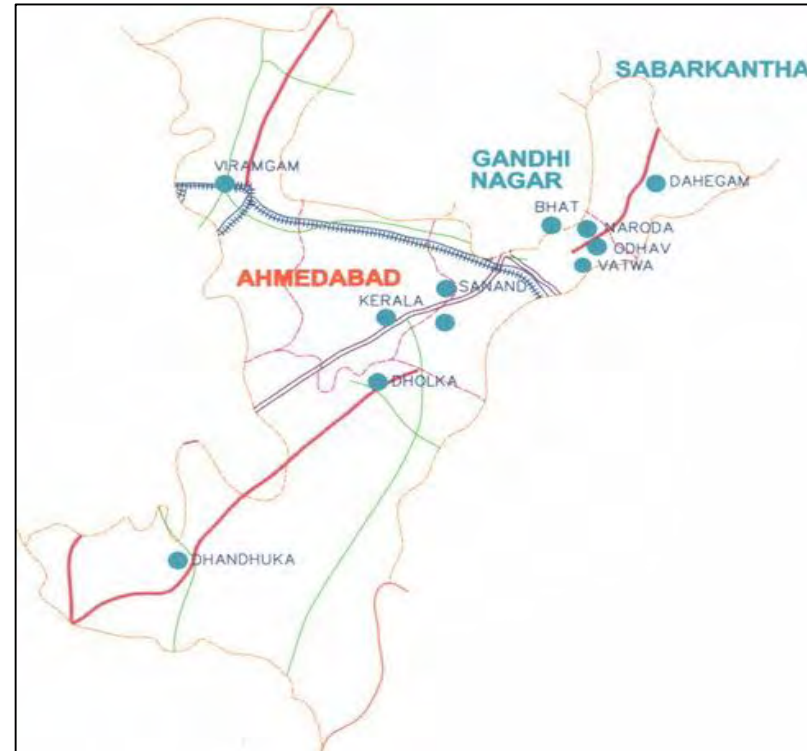 SABARKANTHA
GANDHI
NAGAR
VIRAMGAM
DAHEGAM
BHAT
NARODA
ODHAV
VATWA
AHMEDABAD
SANAND
KERALA
DHOLKA
DHANDHUKA